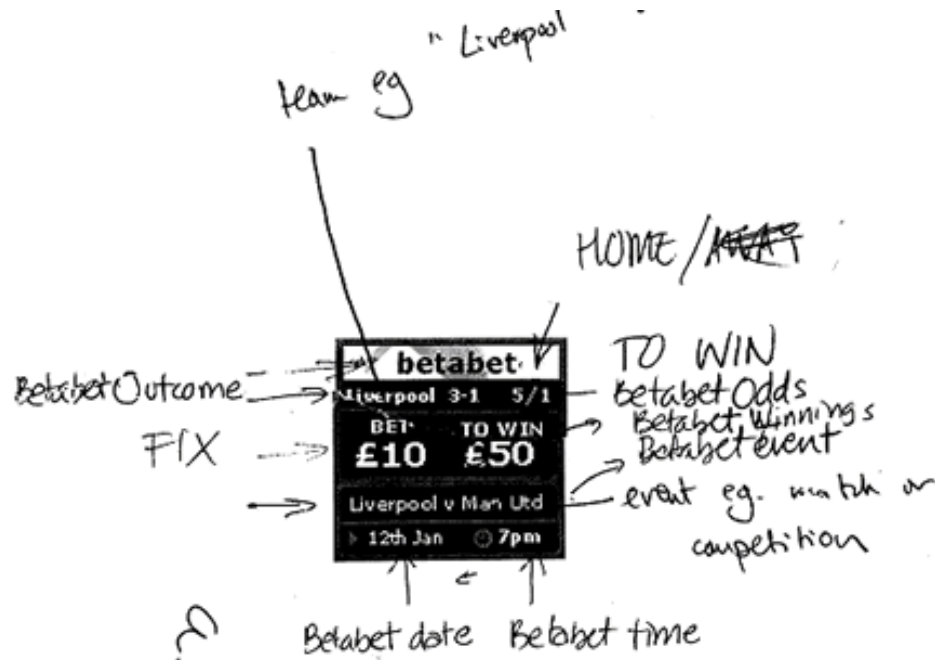 team eg "Liverpool
HOME / AWAY
betabet
TO WIN
Betabet Outcome
Liverpool 3-1 5/1
Betabet Odds
BET TO WIN
Betabet Winnings
FIX
£10 £50
Betabet event
Liverpool v Man Utd
event eg. match or
competition
12th Jan 7pm
Betabet date Betabet time